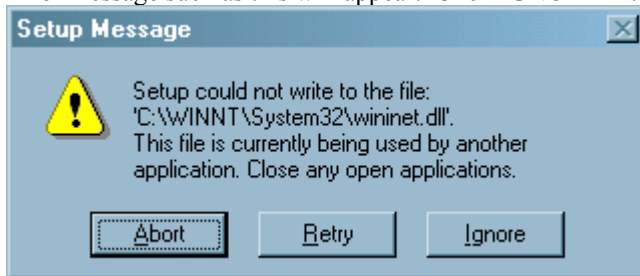 Setup Message
Setup could not write to the file:
'C:\WINNT\System32\wininet.dll'.
This file is currently being used by another
application. Close any open applications.
Abort Retry Ignore